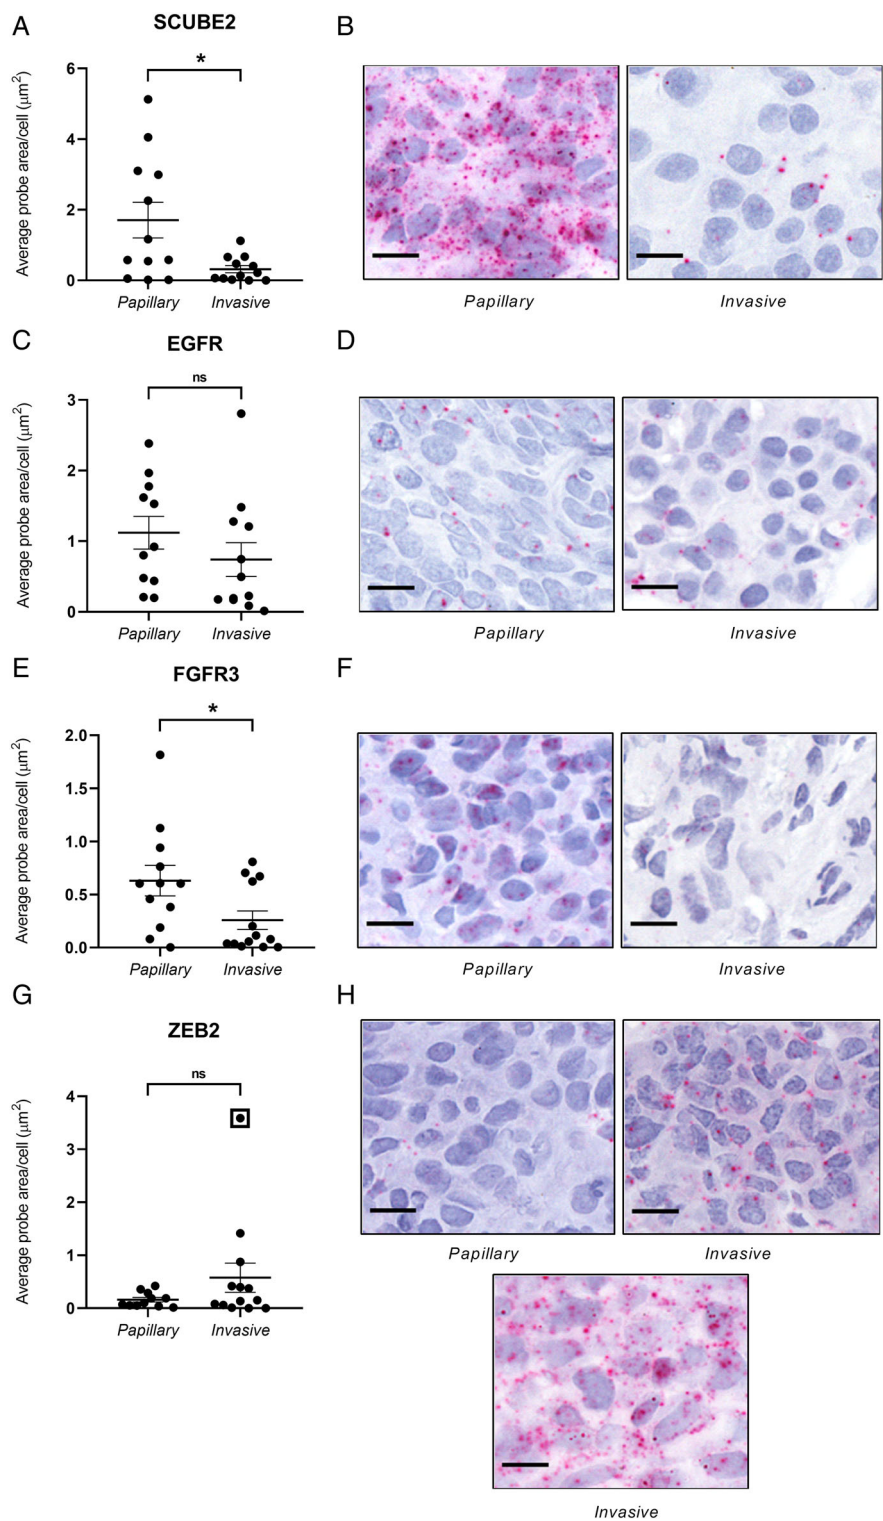 A
SCUBE2
B
*
Average probe area/cell (μm²)
6
4
2
0
Papillary
Invasive
Papillary
Invasive
C
EGFR
D
ns
Average probe area/cell (μm²)
3
2
1
0
Papillary
Invasive
Papillary
Invasive
E
FGFR3
F
*
Average probe area/cell (μm²)
2.0
1.5
1.0
0.5
0.0
Papillary
Invasive
Papillary
Invasive
G
ZEB2
H
ns
Average probe area/cell (μm²)
4
3
2
1
0
Papillary
Invasive
Papillary
Invasive
Invasive